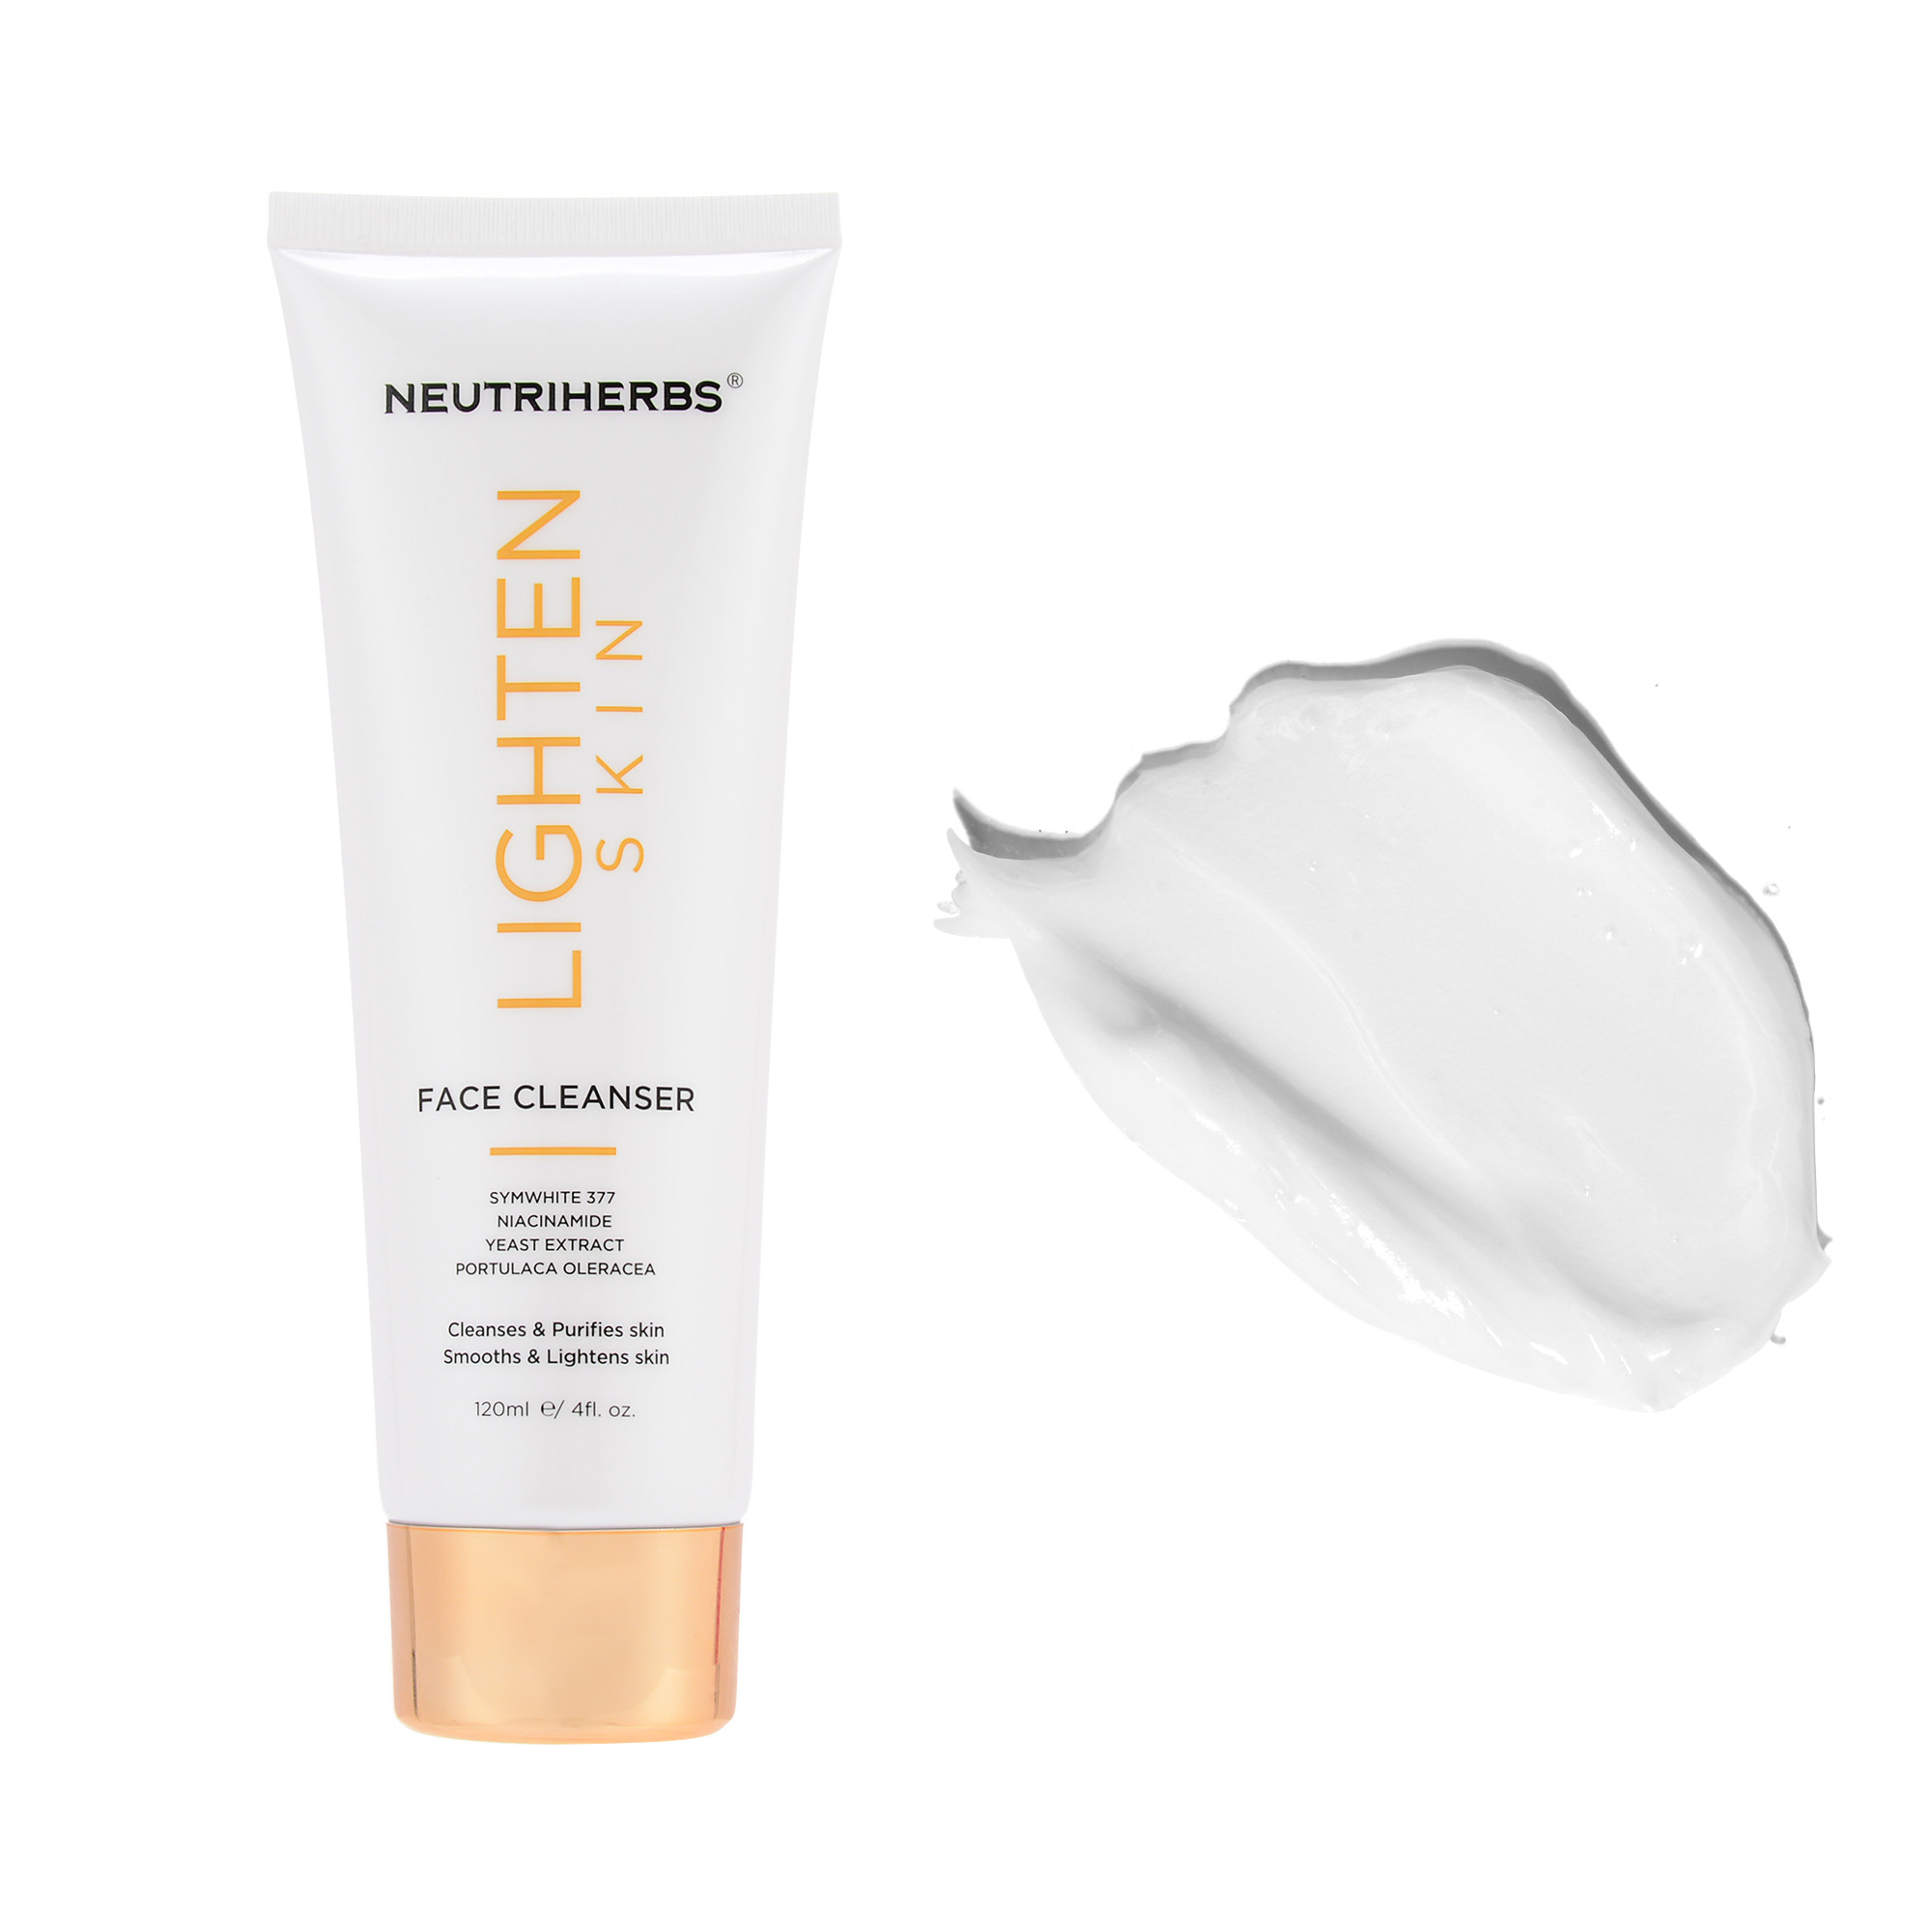 NEUTRIHERBS®
LIGHTEN
SKIN
FACE CLEANSER
SYMWHITE 377
NIACINAMIDE
YEAST EXTRACT
PORTULACA OLERACEA
Cleanses & Purifies skin
Smooths & Lightens skin
120ml ℮/ 4fl. oz.